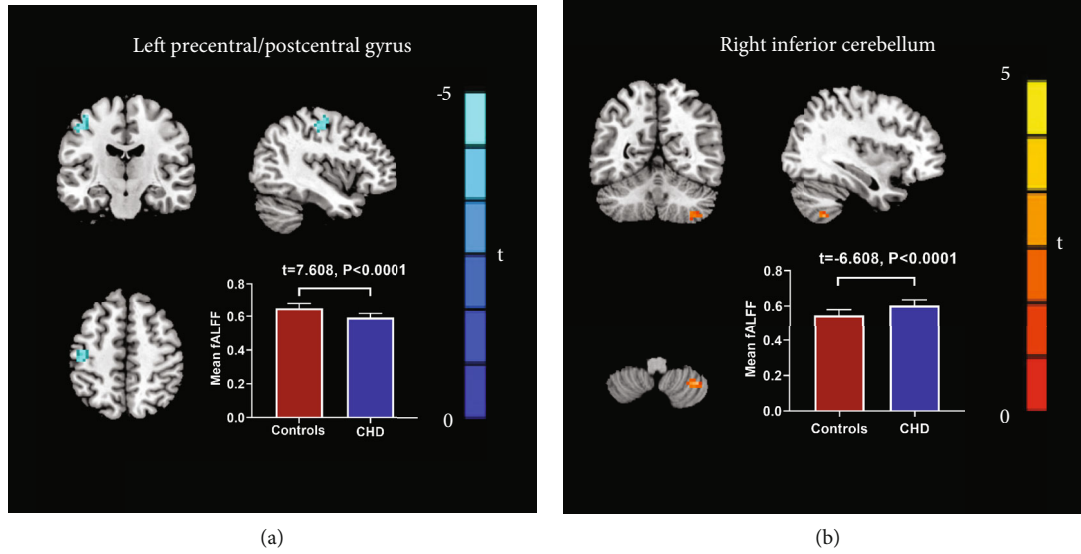 Left precentral/postcentral gyrus
-5
t
0
t=7.608, P<0.0001
Mean fALFF
0.8
0.6
0.6
0.2
0.0
Controls
CHD
(a)
Right inferior cerebellum
5
t
0
t=-6.608, P<0.0001
Mean fALFF
0.8
0.6
0.4
0.2
0.0
Controls
CHD
(b)